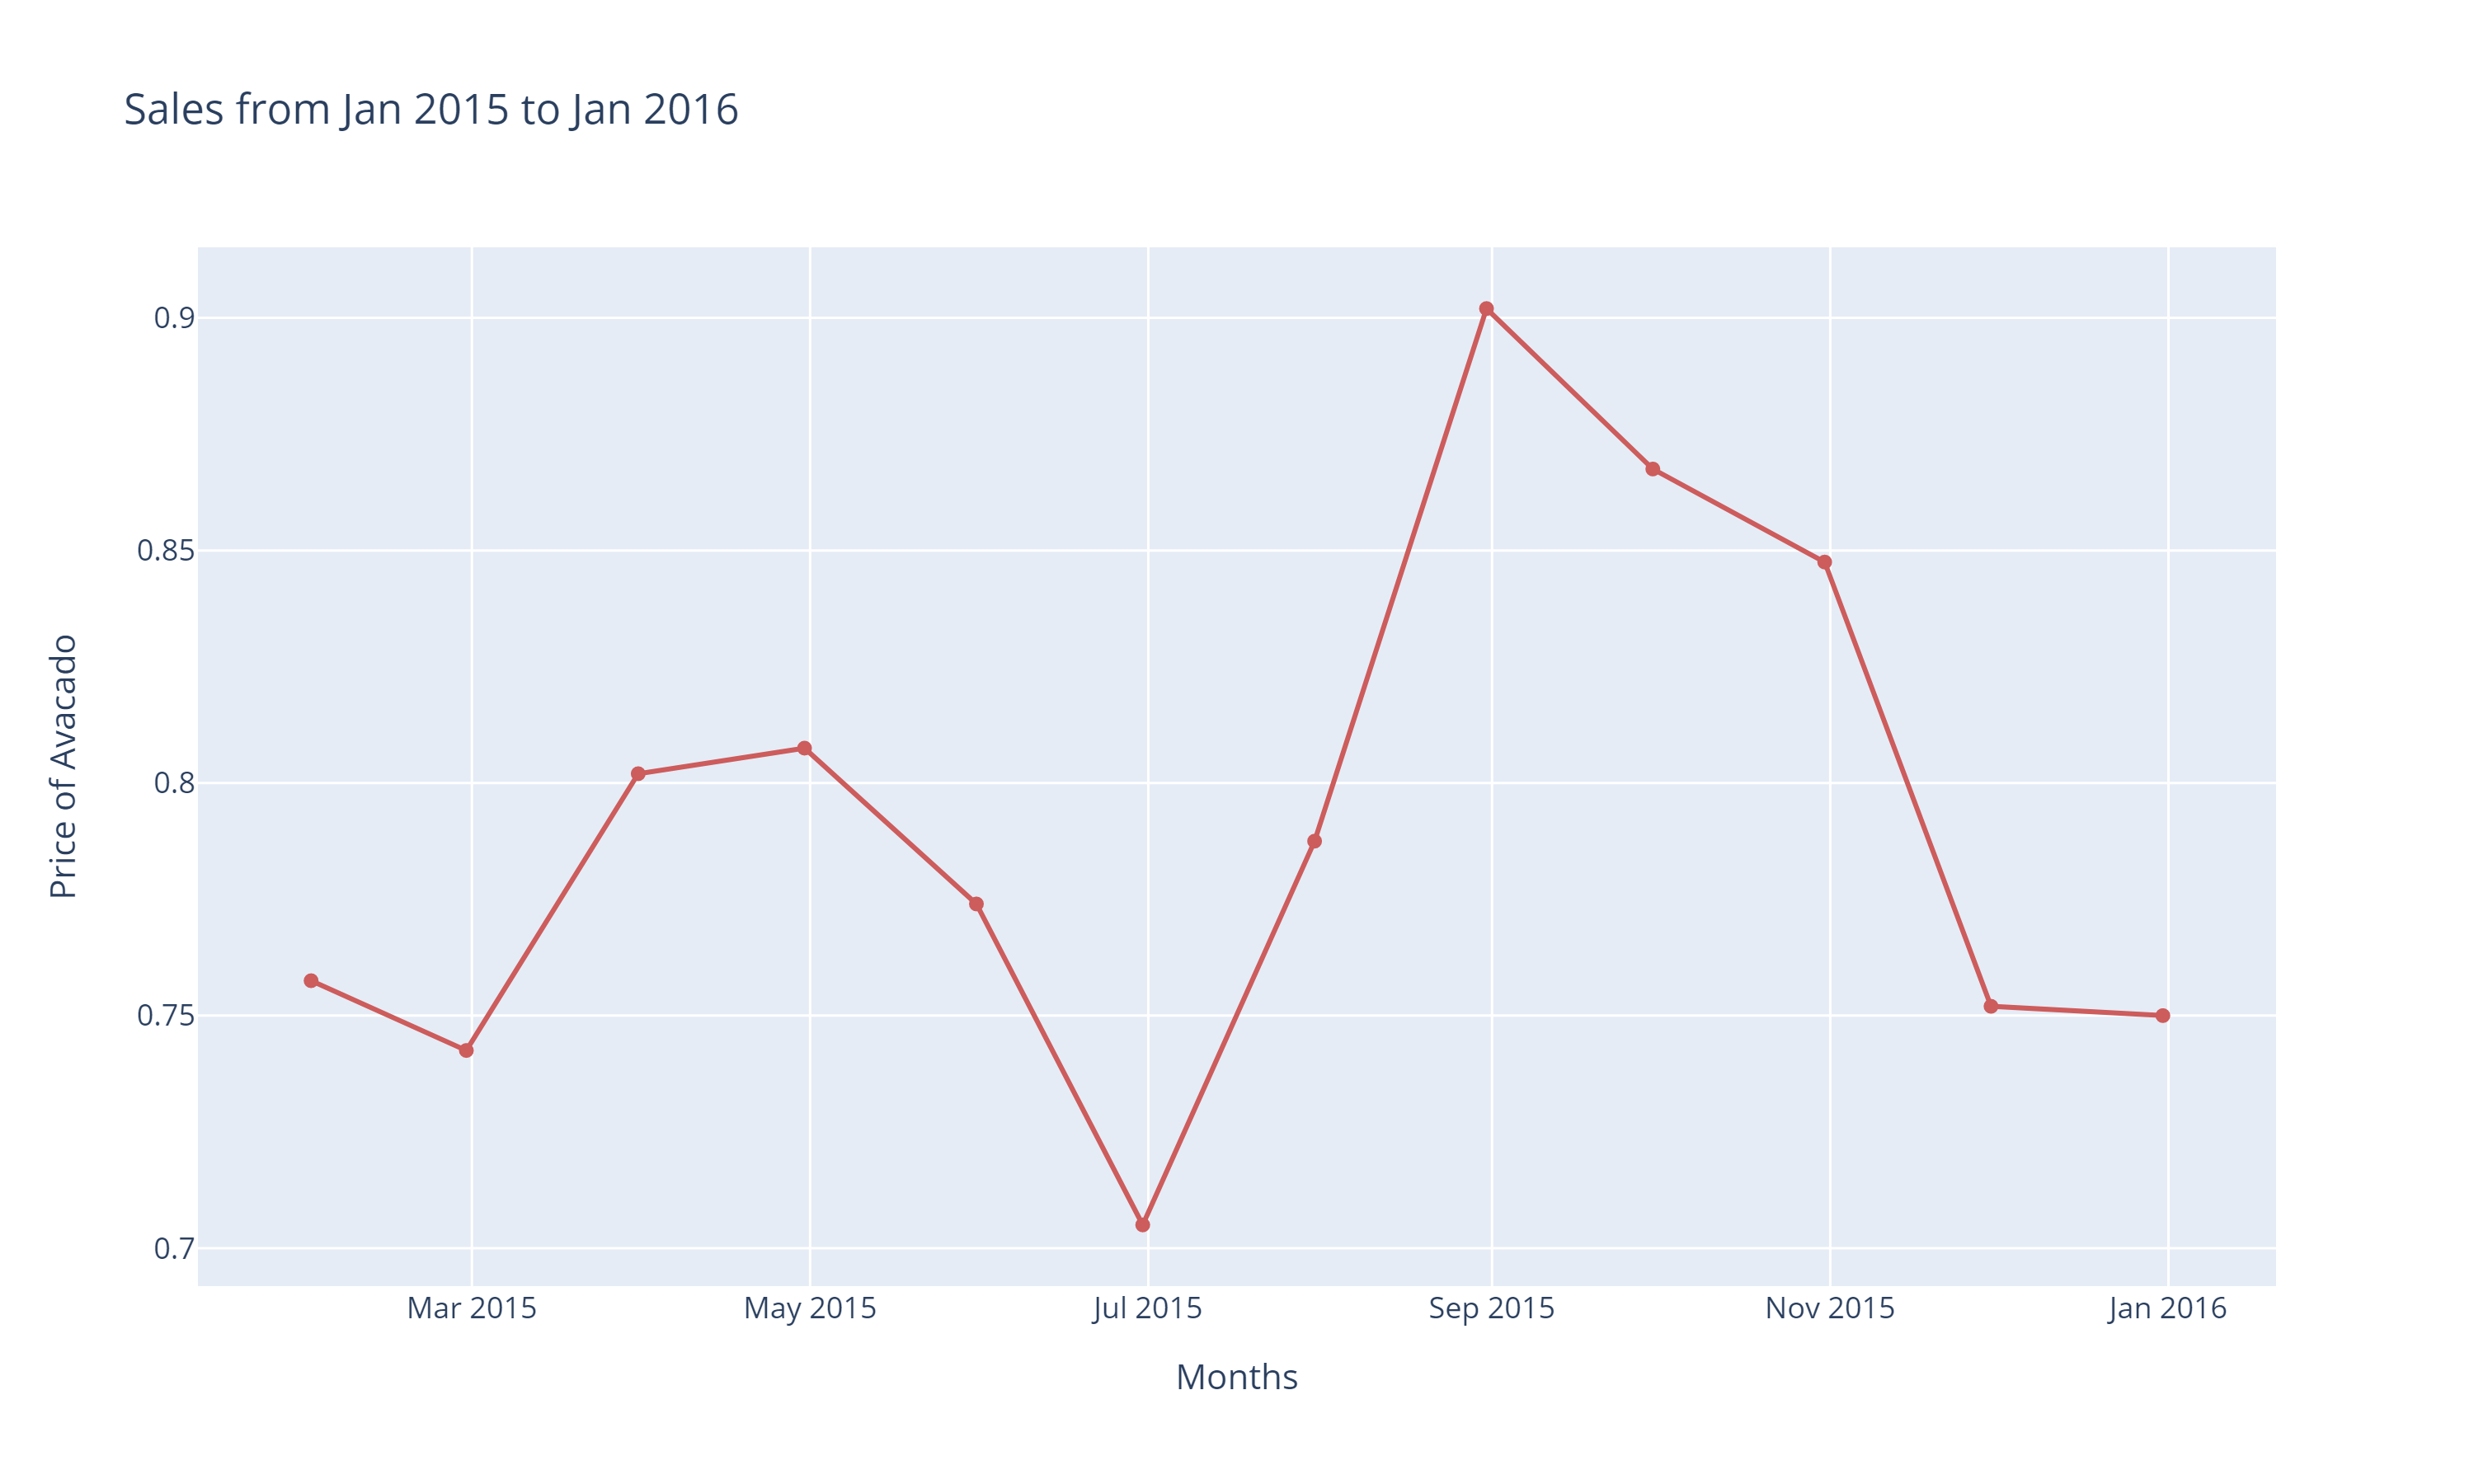 Sales from Jan 2015 to Jan 2016
Price of Avacado
0.9
0.85
0.8
0.75
0.7
Mar 2015
May 2015
Jul 2015
Sep 2015
Nov 2015
Jan 2016
Months